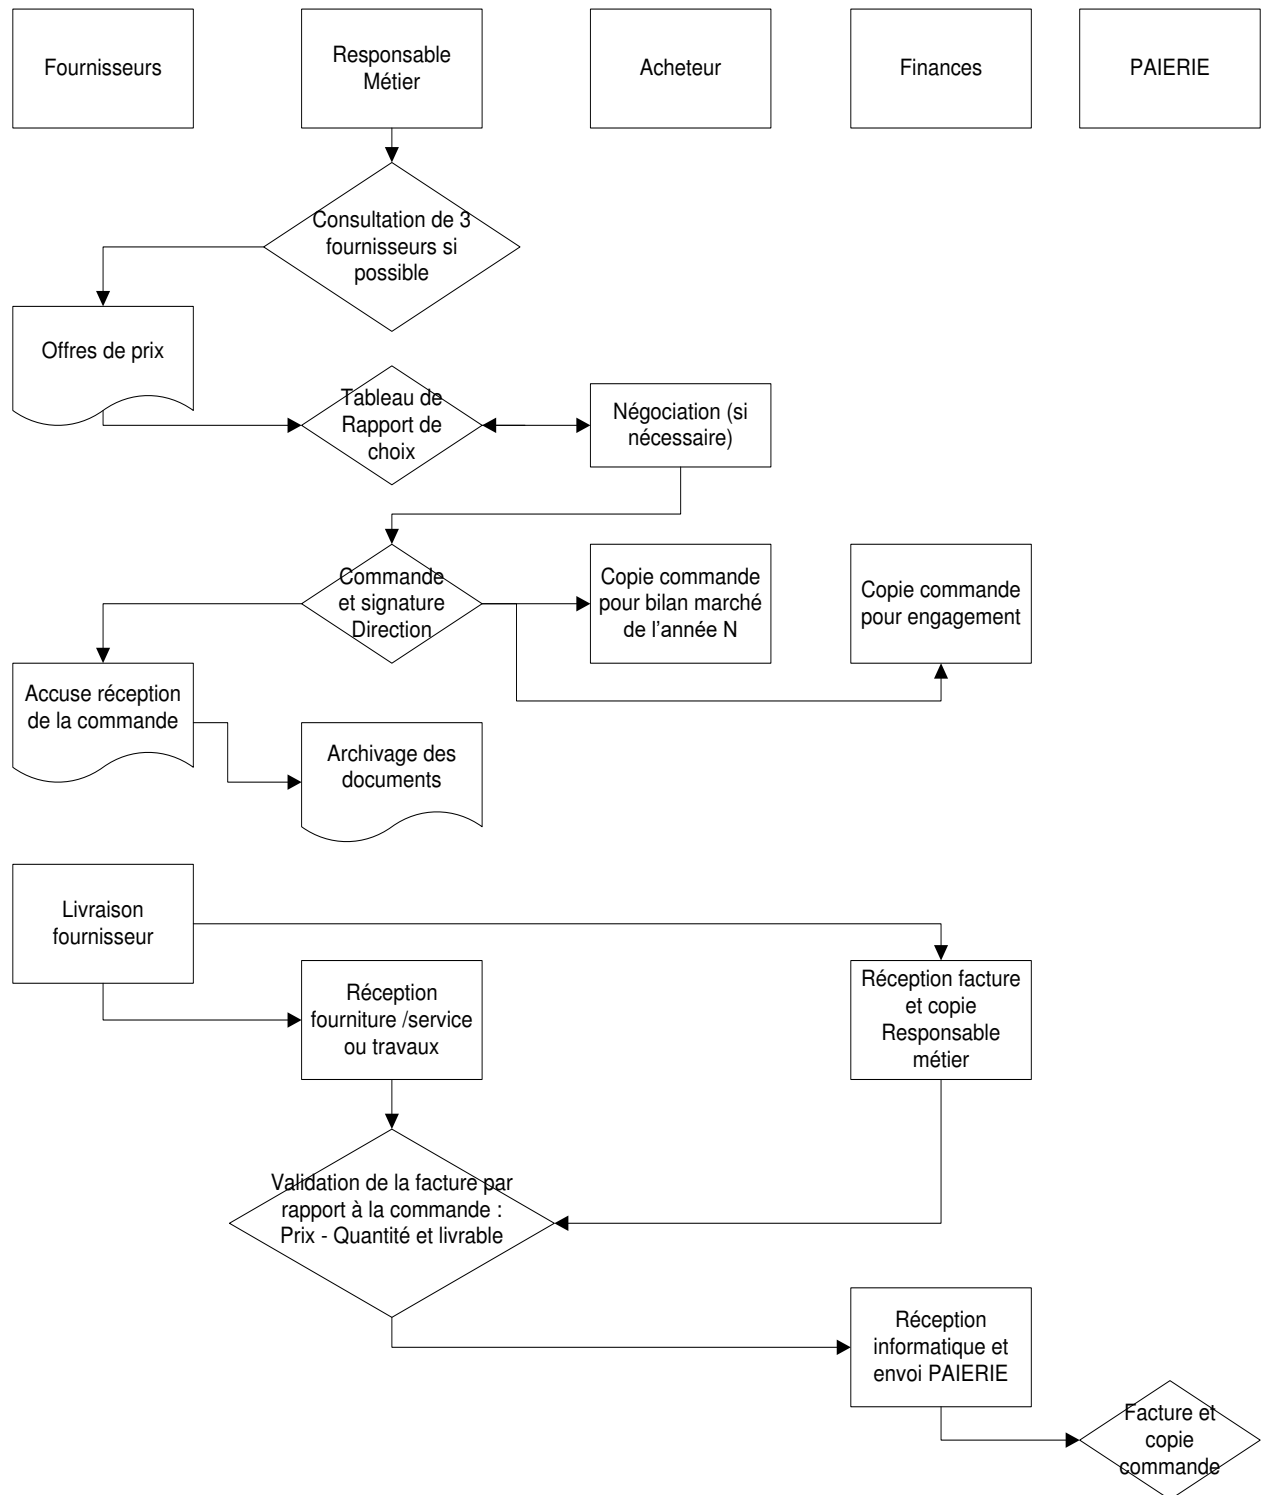 Fournisseurs
Responsable
Métier
Acheteur
Finances
PAIERIE
Consultation de 3
fournisseurs si
possible
Offres de prix
Tableau de
Rapport de
choix
Négociation (si
nécessaire)
Commande
et signature
Direction
Copie commande
pour bilan marché
de l'année N
Copie commande
pour engagement
Accuse réception
de la commande
Archivage des
documents
Livraison
fournisseur
Réception
fourniture /service
ou travaux
Réception facture
et copie
Responsable
métier
Validation de la facture par
rapport à la commande :
Prix - Quantité et livrable
Réception
informatique et
envoi PAIERIE
Facture et
copie
commande